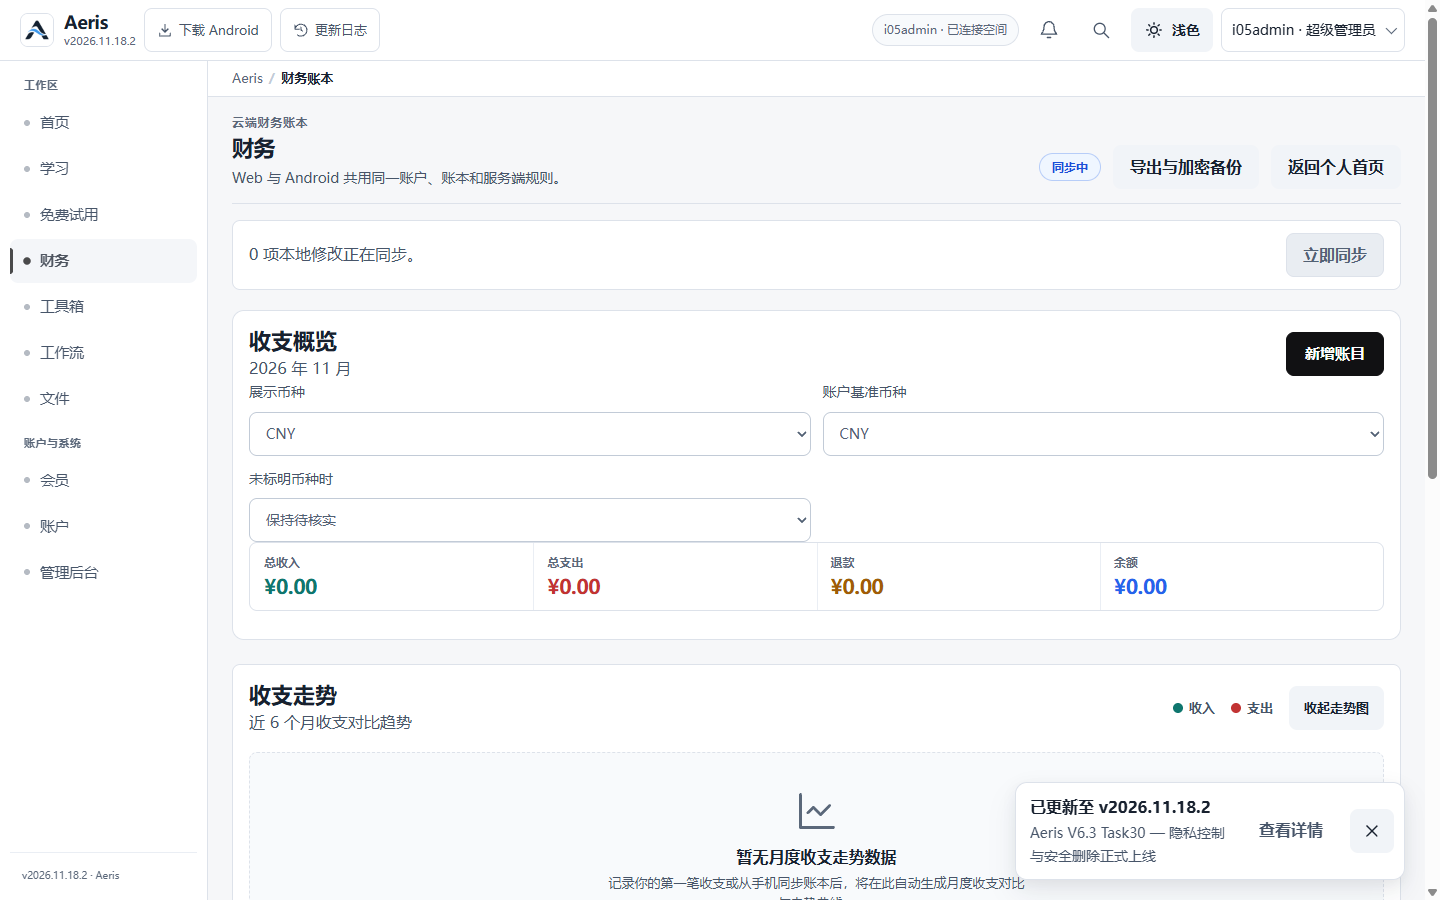 Aeris
v2026.11.18.2
下载 Android
更新日志
i05admin · 已连接空间
浅色
i05admin · 超级管理员
工作区
首页
学习
免费试用
财务
工具箱
工作流
文件
账户与系统
会员
账户
管理后台
v2026.11.18.2 · Aeris
Aeris / 财务账本
云端财务账本
财务
Web 与 Android 共用同一账户、账本和服务端规则。
同步中
导出与加密备份
返回个人首页
0 项本地修改正在同步。
立即同步
收支概览
2026 年 11 月
新增账目
展示币种
账户基准币种
CNY
CNY
未标明币种时
保持待核实
总收入
¥0.00
总支出
¥0.00
退款
¥0.00
余额
¥0.00
收支走势
近 6 个月收支对比趋势
收入
支出
收起走势图
暂无月度收支走势数据
记录你的第一笔收支或从手机同步账本后，将在此自动生成月度收支对比
已更新至 v2026.11.18.2
Aeris V6.3 Task30 — 隐私控制
与安全删除正式上线
查看详情